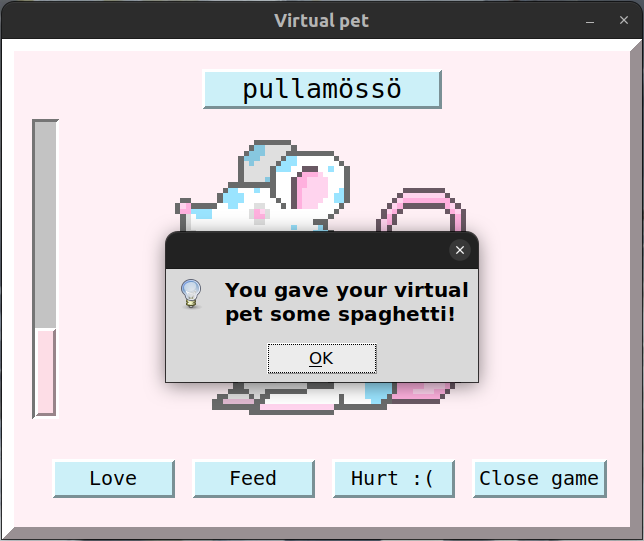 Virtual pet
pullamössö
You gave your virtual
pet some spaghetti!
OK
Love
Feed
Hurt :(
Close game